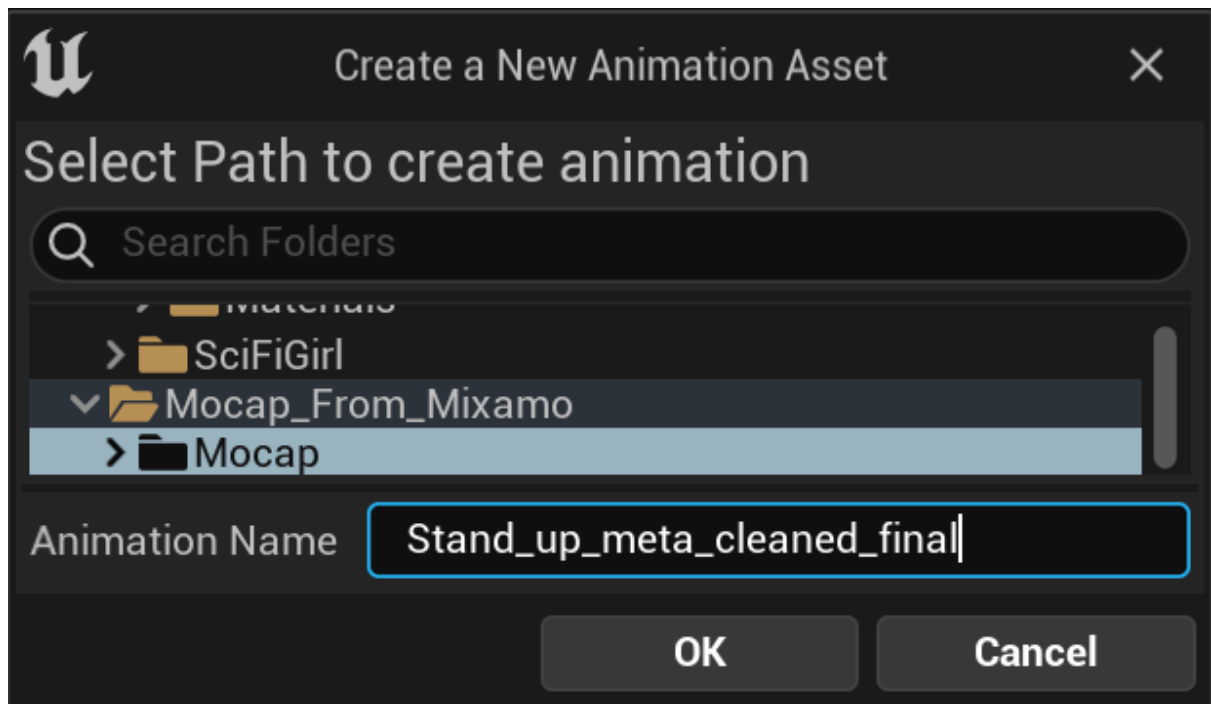 Create a New Animation Asset
Select Path to create animation
Search Folders
Materials
SciFiGirl
Mocap_From_Mixamo
Mocap
Animation Name Stand_up_meta_cleaned_final
OK Cancel